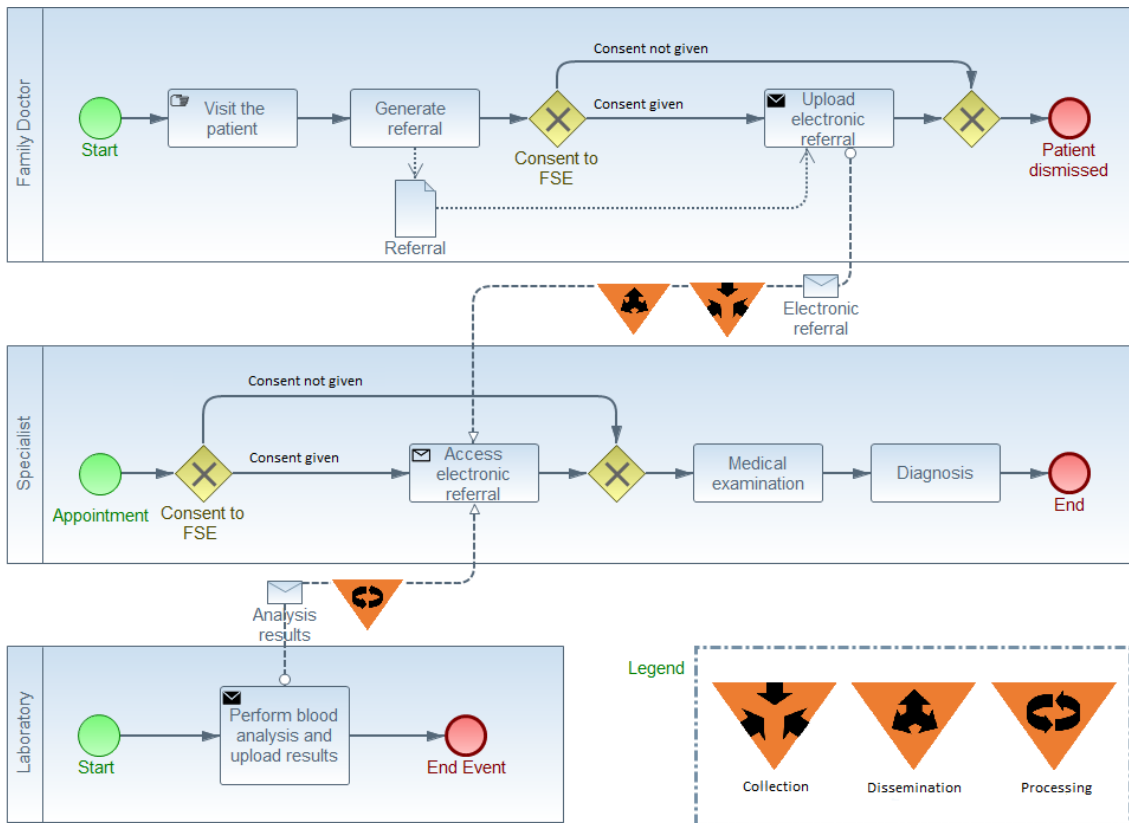 Family Doctor
Consent not given
Visit the
patient
Generate
referral
Consent given
Upload
electronic
referral
Start
Consent to
FSE
Patient
dismissed
Referral
Electronic
referral
Specialist
Consent not given
Consent given
Access
electronic
referral
Medical
examination
Diagnosis
Appointment
Consent to
FSE
End
Analysis
results
Laboratory
Perform blood
analysis and
upload results
Start
End Event
Legend
Collection
Dissemination
Processing